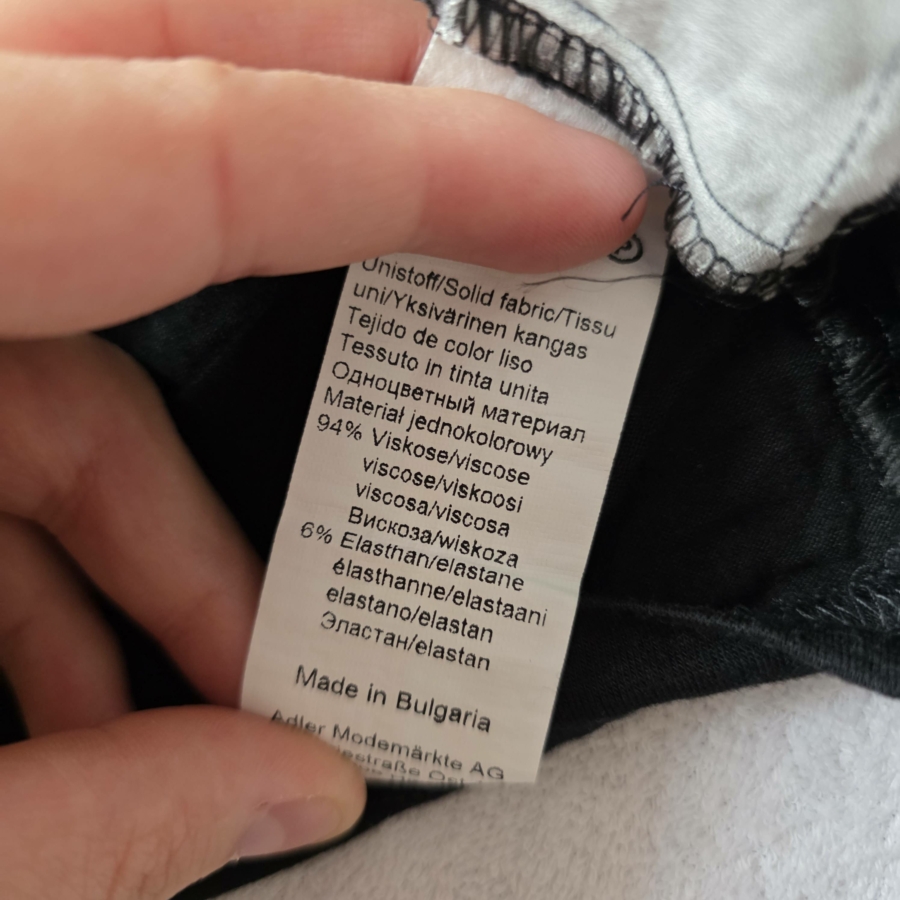 Unistoff/Solid fabric/Tissu
uni/Yksivärinen kangas
Tejido de color liso
Tessuto in tinta unita
Одноцветный материал
Materiał jednokolorowy
94% Viskose/viscose
viscose/viskoosi
viscosa/viscosa
Вискоза/wiskoza
6% Elasthan/elastane
élasthanne/elastaani
elastano/elastan
Эластан/elastan
Made in Bulgaria
Adler Modemärkte AG